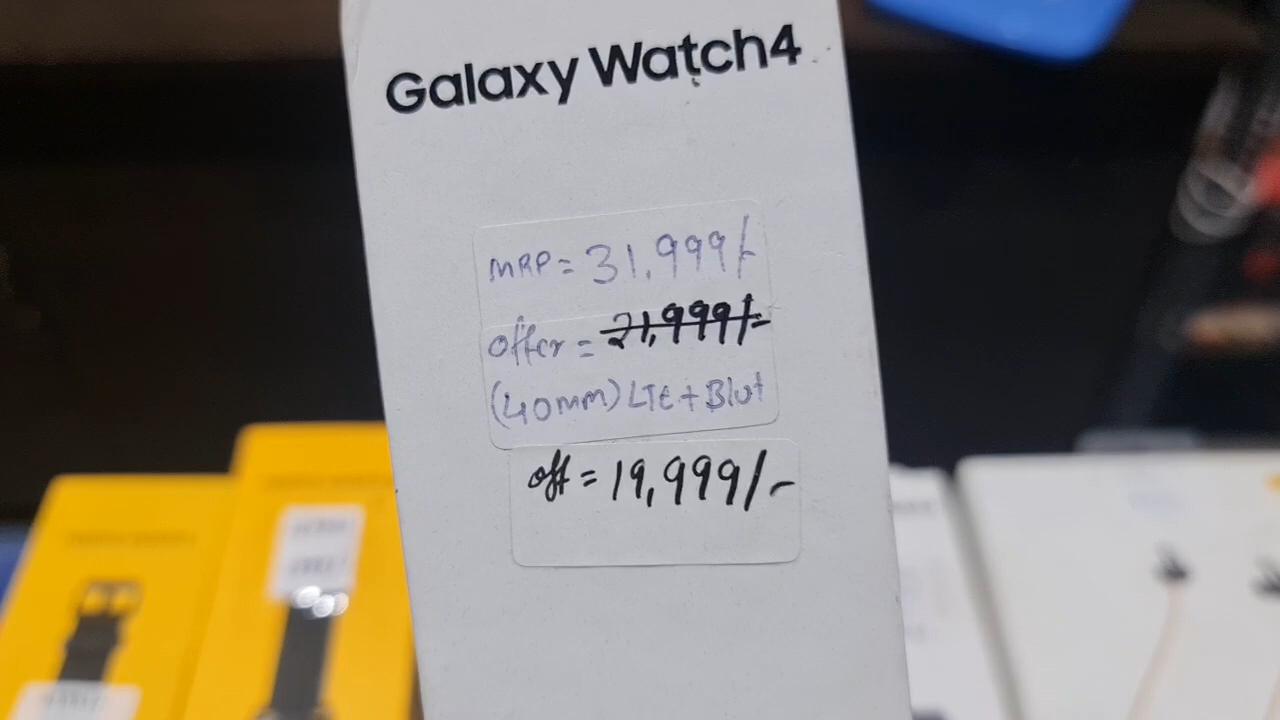 Galaxy Watch4
MRP = 31,999/-
offer = 21,999/-
(40mm) LTE + Blut
off = 19,999/-